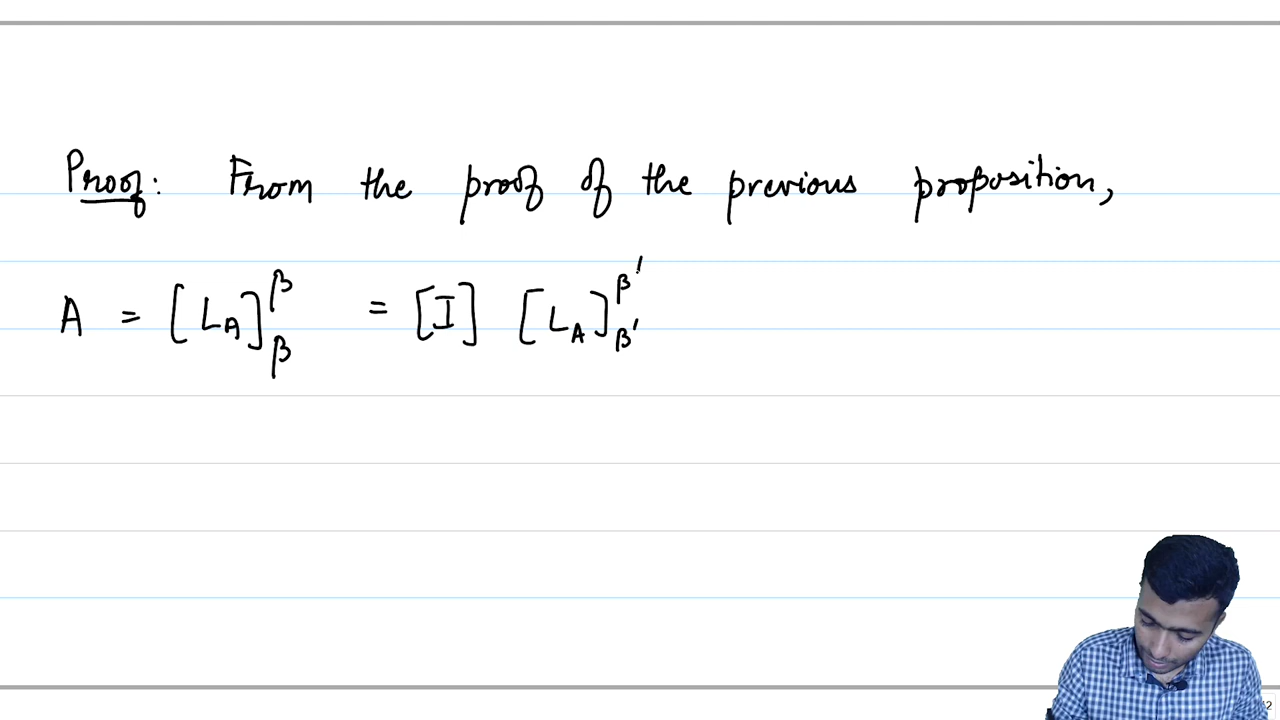 Proof: From the proof of the previous proposition,
A = [L_A]_β^β = [I] [L_A]_β'^β'